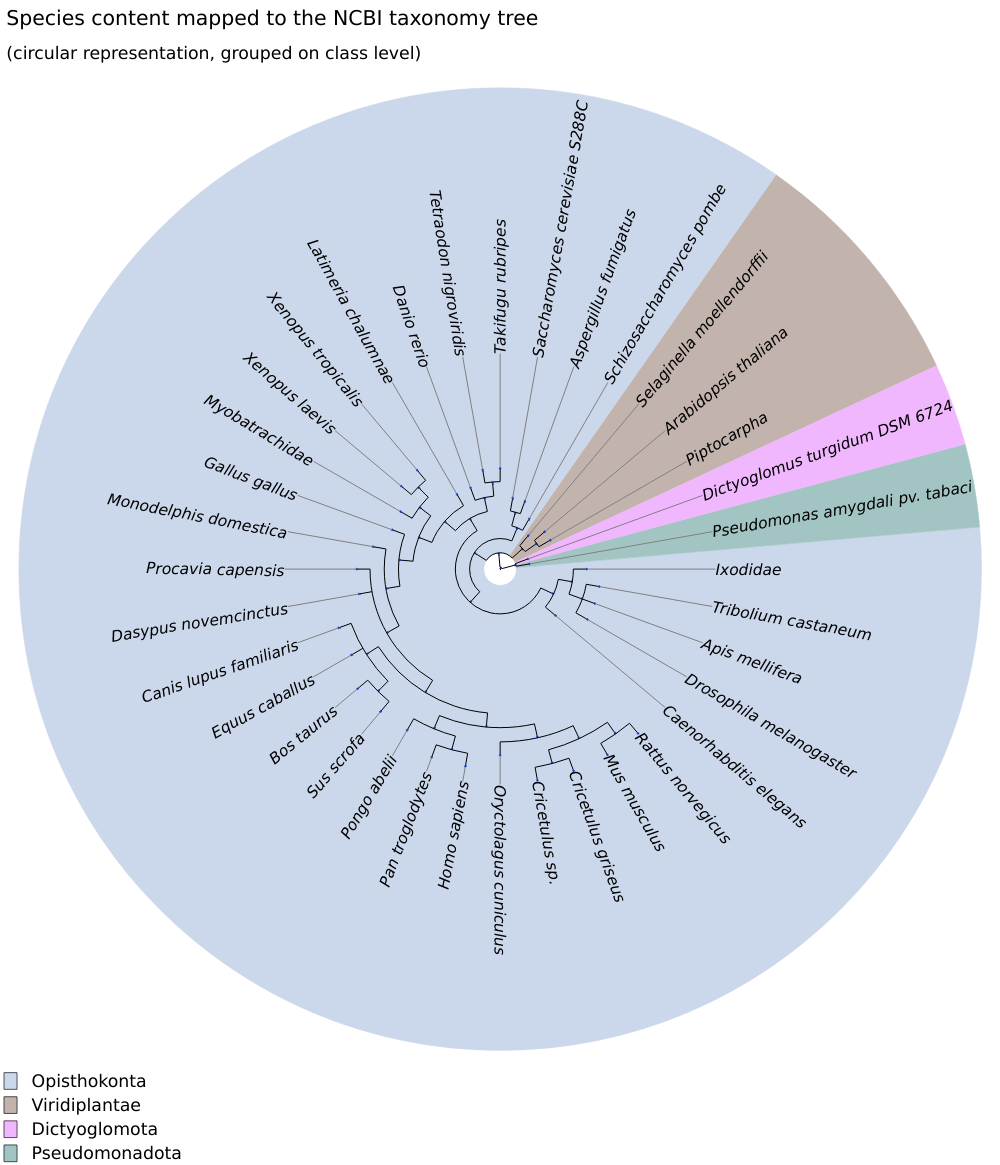 Species content mapped to the NCBI taxonomy tree
(circular representation, grouped on class level)
Saccharomyces cerevisiae S288C
Aspergillus fumigatus
Schizosaccharomyces pombe
Selaginella moellendorffii
Arabidopsis thaliana
Piptocarpha
Dictyoglomus turgidum DSM 6724
Pseudomonas amygdali pv. tabaci
Ixodidae
Tribolium castaneum
Apis mellifera
Drosophila melanogaster
Caenorhabditis elegans
Rattus norvegicus
Mus musculus
Cricetulus griseus
Cricetulus sp.
Oryctolagus cuniculus
Homo sapiens
Pan troglodytes
Pongo abelii
Sus scrofa
Bos taurus
Equus caballus
Canis lupus familiaris
Dasypus novemcinctus
Procavia capensis
Monodelphis domestica
Gallus gallus
Myobatrachidae
Xenopus laevis
Xenopus tropicalis
Latimeria chalumnae
Danio rerio
Tetraodon nigroviridis
Takifugu rubripes
Opisthokonta
Viridiplantae
Dictyoglomota
Pseudomonadota